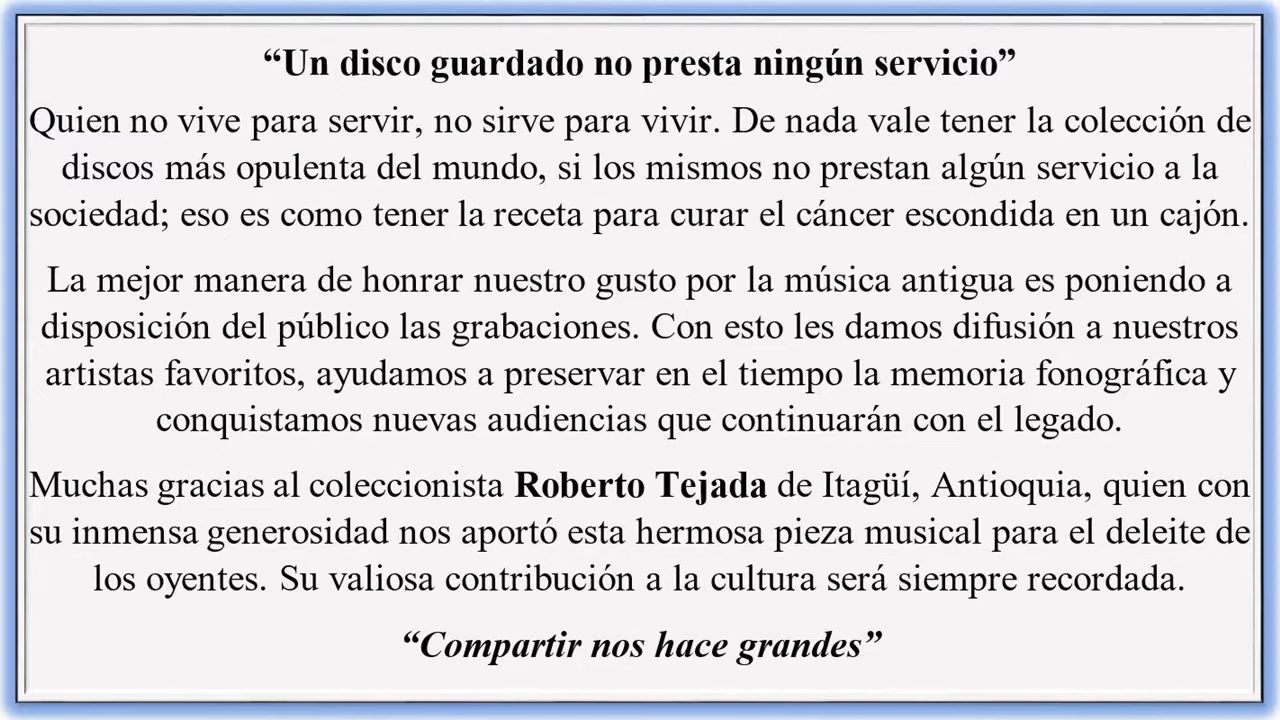 “Un disco guardado no presta ningún servicio”
Quien no vive para servir, no sirve para vivir. De nada vale tener la colección de
discos más opulenta del mundo, si los mismos no prestan algún servicio a la
sociedad; eso es como tener la receta para curar el cáncer escondida en un cajón.
La mejor manera de honrar nuestro gusto por la música antigua es poniendo a
disposición del público las grabaciones. Con esto les damos difusión a nuestros
artistas favoritos, ayudamos a preservar en el tiempo la memoria fonográfica y
conquistamos nuevas audiencias que continuarán con el legado.
Muchas gracias al coleccionista Roberto Tejada de Itagüí, Antioquia, quien con
su inmensa generosidad nos aportó esta hermosa pieza musical para el deleite de
los oyentes. Su valiosa contribución a la cultura será siempre recordada.
“Compartir nos hace grandes”